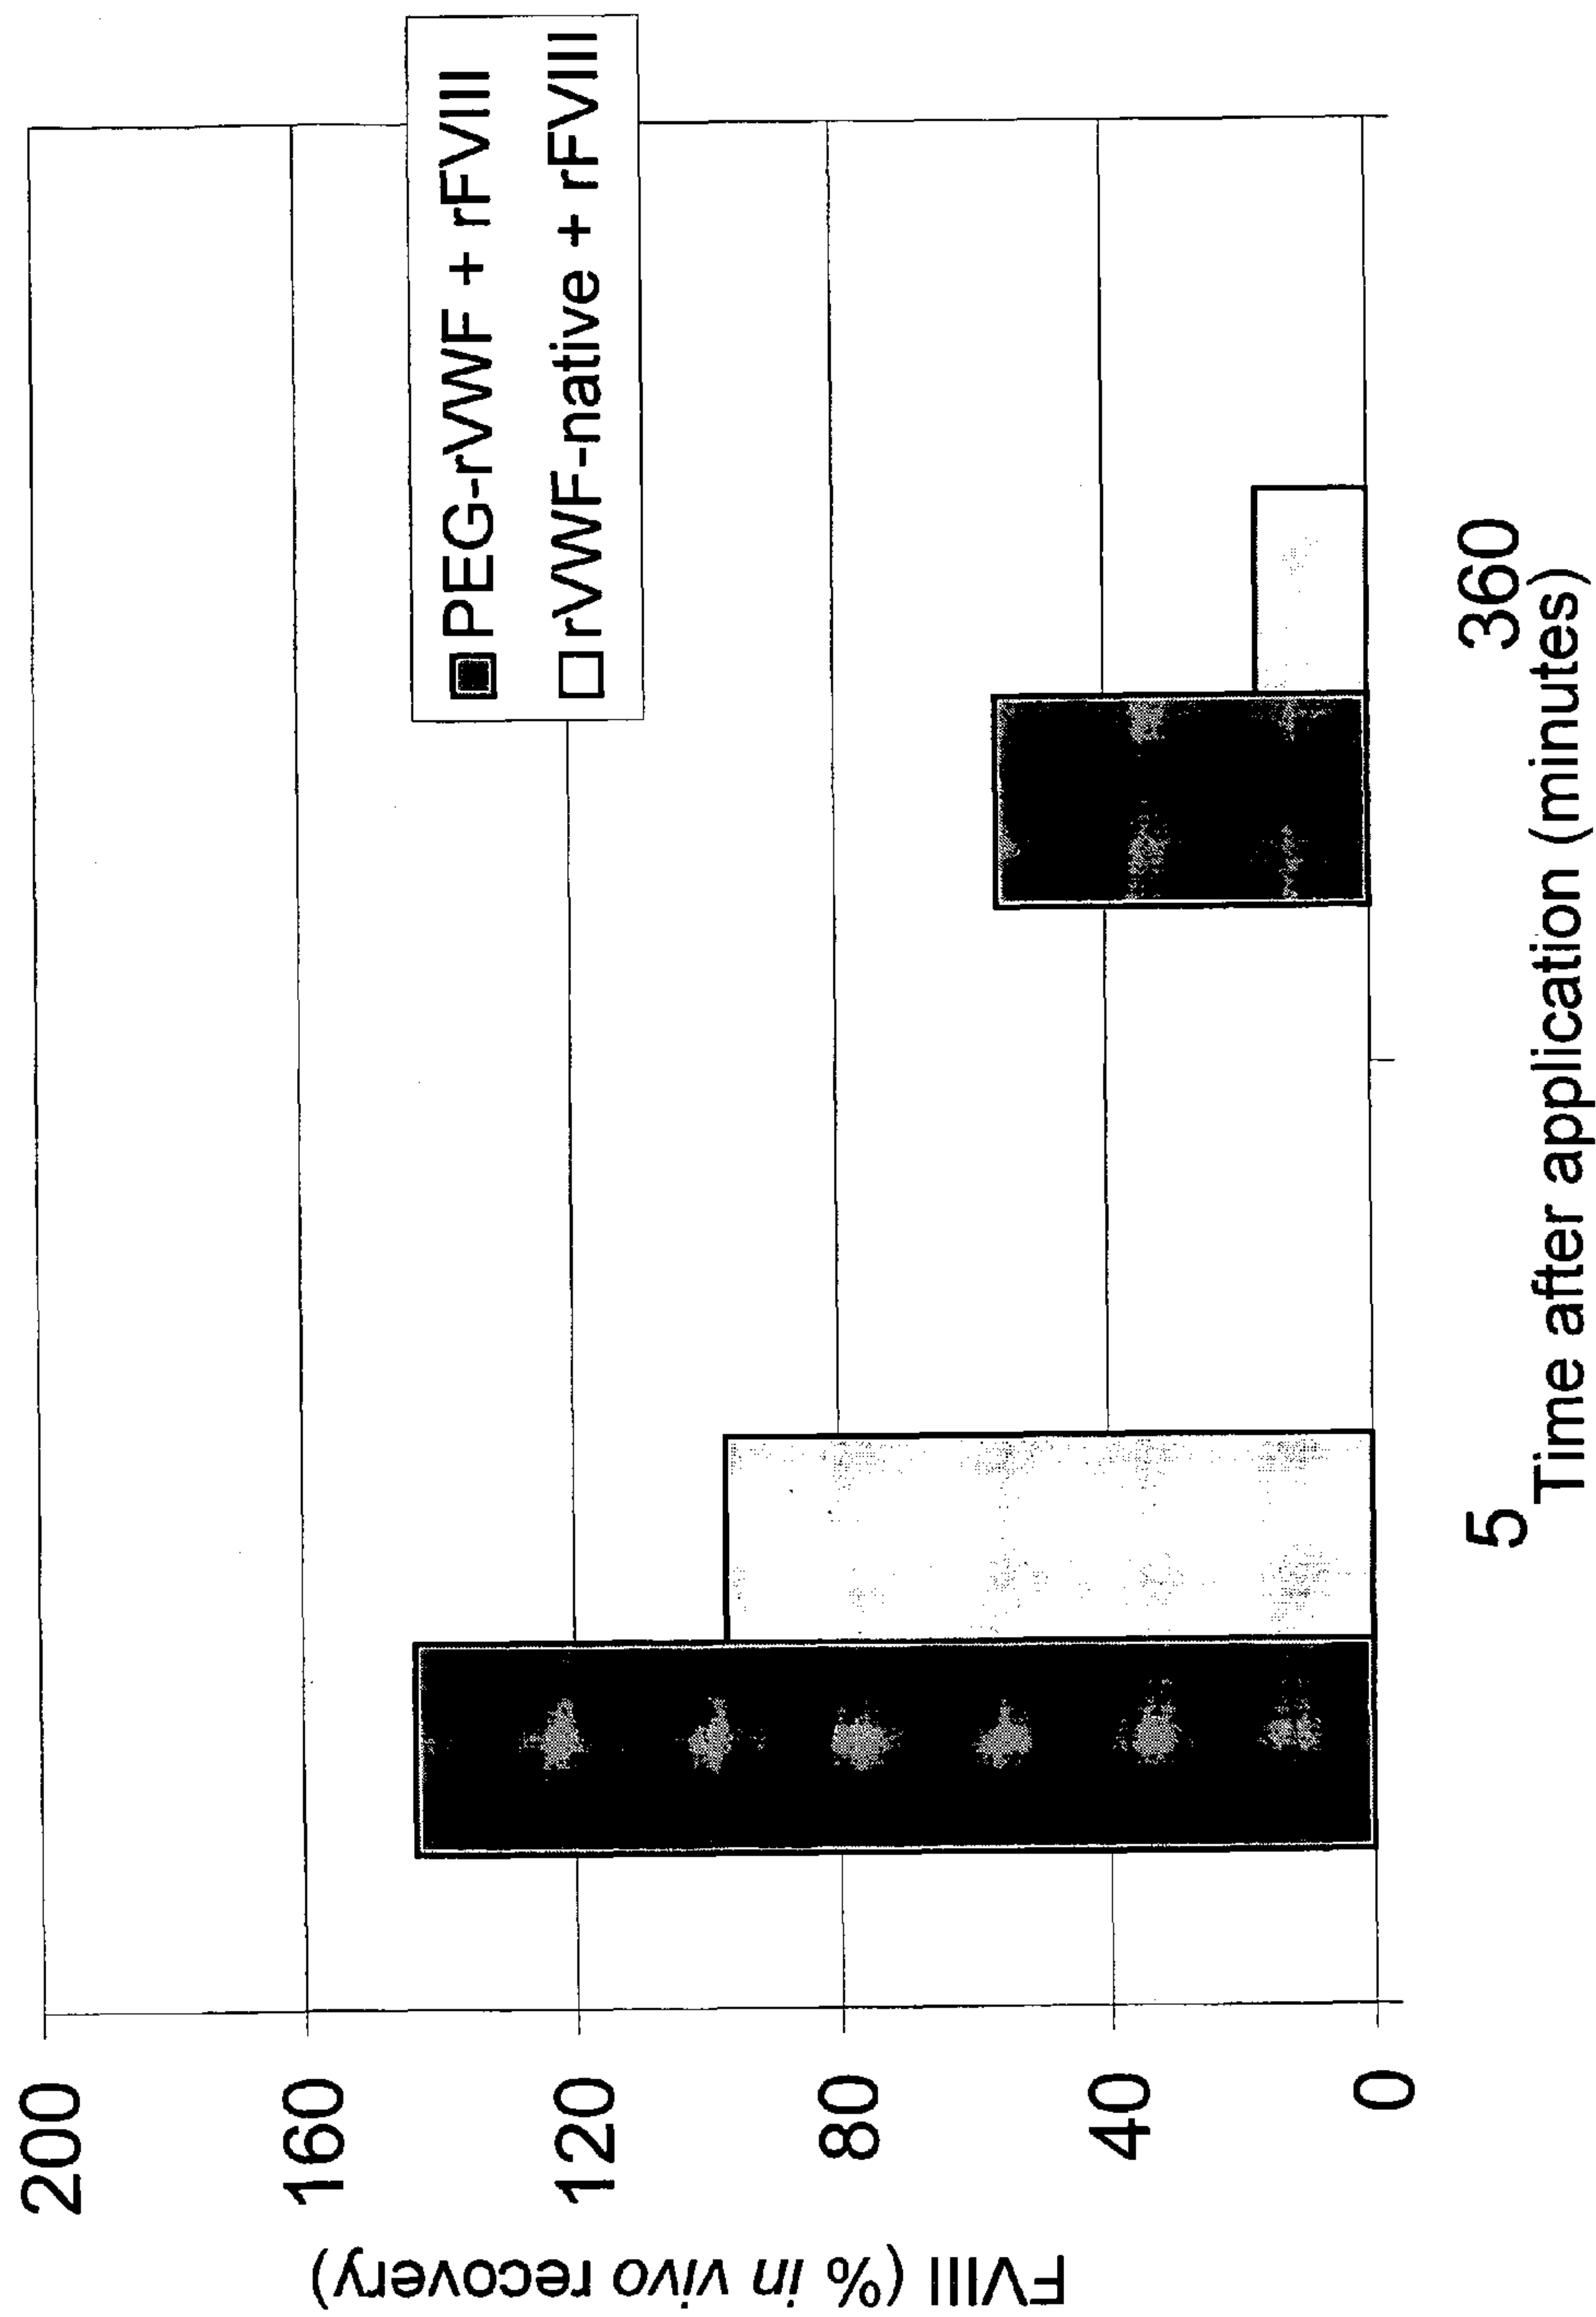 FVIII (% in vivo recovery)
200
160
120
80
40
0
PEG-rVWF + rFVIII
rVWF-native + rFVIII
5
360
Time after application (minutes)